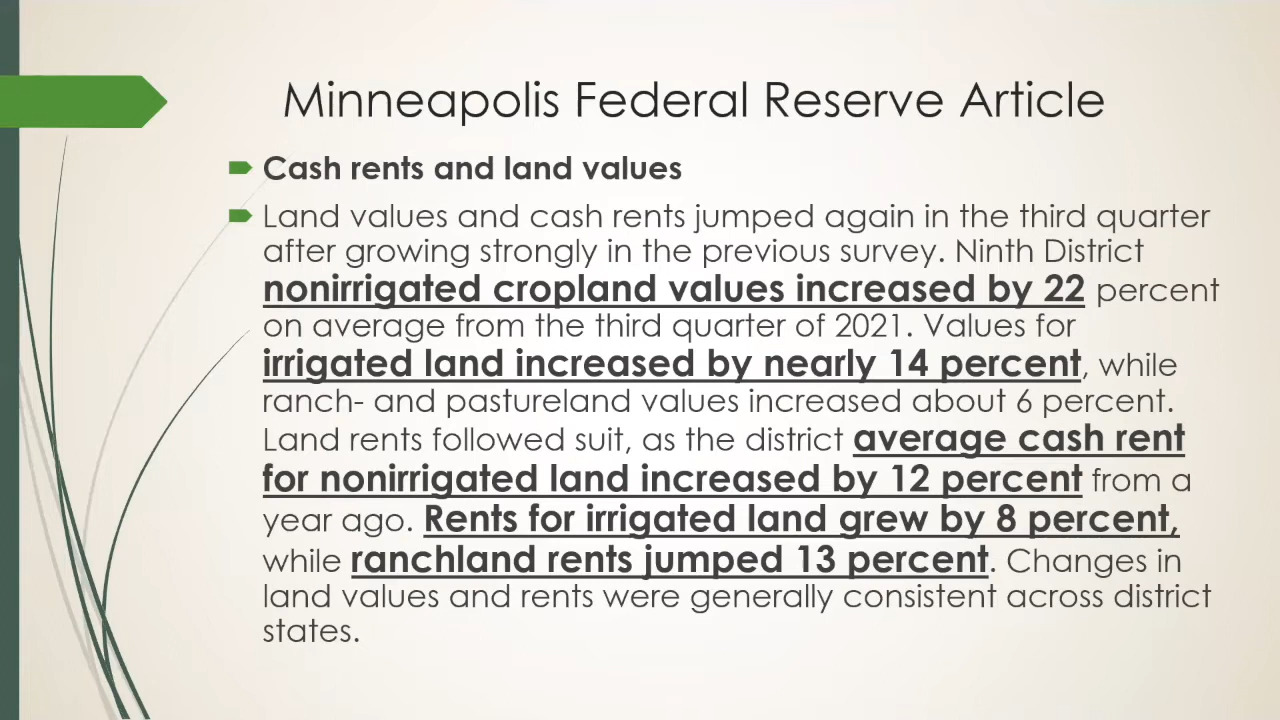 Minneapolis Federal Reserve Article
Cash rents and land values
Land values and cash rents jumped again in the third quarter
after growing strongly in the previous survey. Ninth District
nonirrigated cropland values increased by 22 percent
on average from the third quarter of 2021. Values for
irrigated land increased by nearly 14 percent, while
ranch- and pastureland values increased about 6 percent.
Land rents followed suit, as the district average cash rent
for nonirrigated land increased by 12 percent from a
year ago. Rents for irrigated land grew by 8 percent,
while ranchland rents jumped 13 percent. Changes in
land values and rents were generally consistent across district
states.